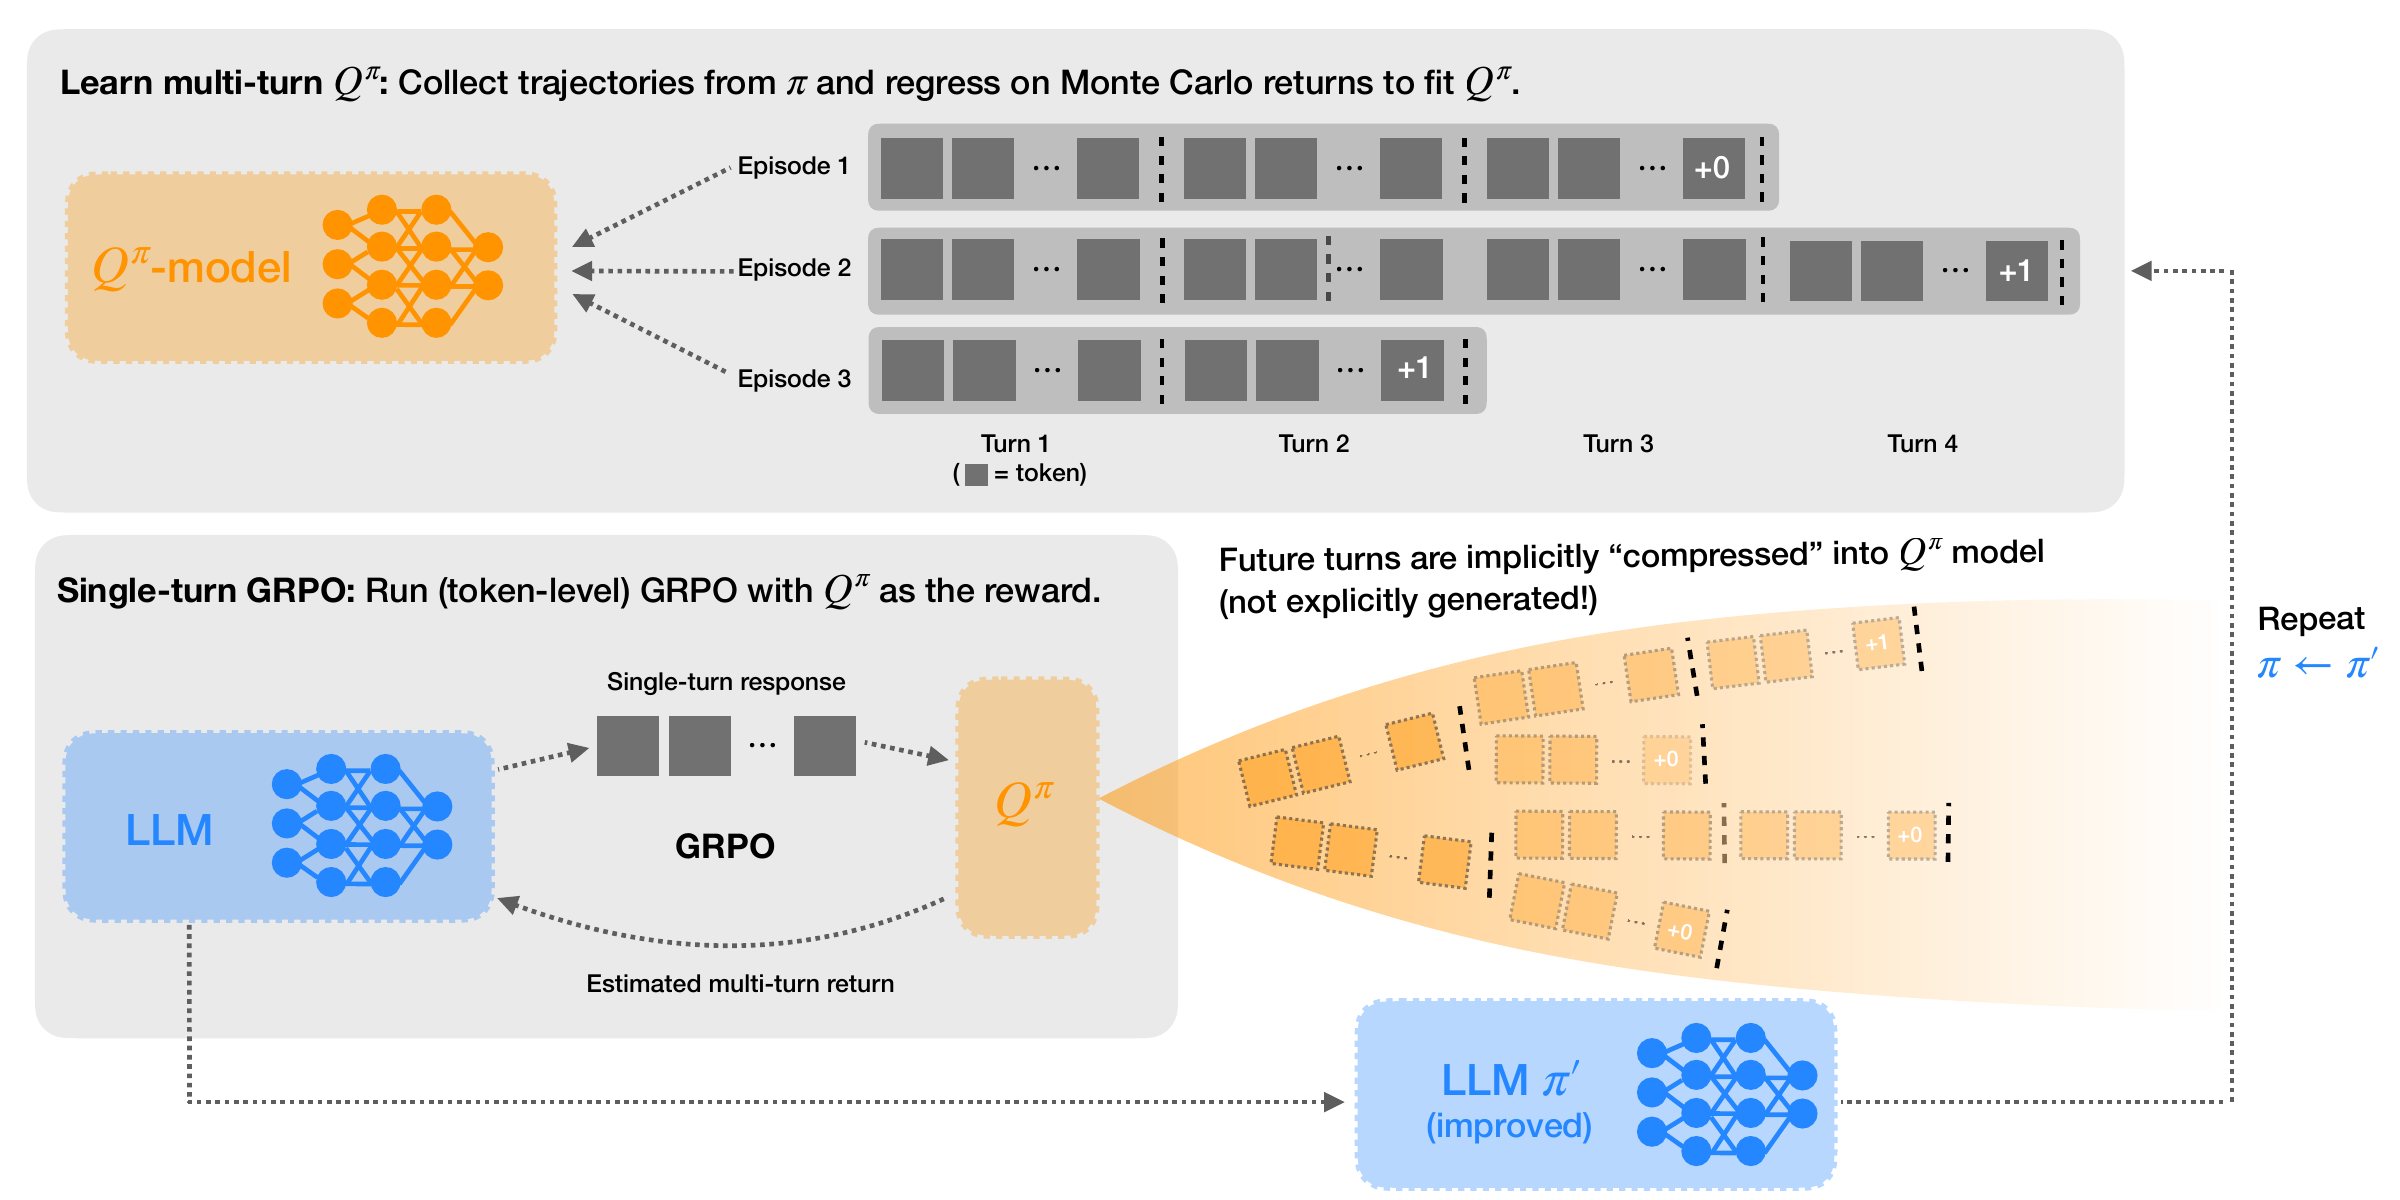 Learn multi-turn Qπ: Collect trajectories from π and regress on Monte Carlo returns to fit Qπ.
Qπ-model
Episode 1
... ... ... +0
Episode 2
... ... ... ... +1
Episode 3
... ... +1
Turn 1
Turn 2
Turn 3
Turn 4
( = token)
Single-turn GRPO: Run (token-level) GRPO with Qπ as the reward.
Single-turn response
...
LLM
GRPO
Qπ
Estimated multi-turn return
Future turns are implicitly “compressed” into Qπ model
(not explicitly generated!)
... ... ... +1
... +0
... ... ... +0
... +0
Repeat
π ← π′
LLM π′
(improved)